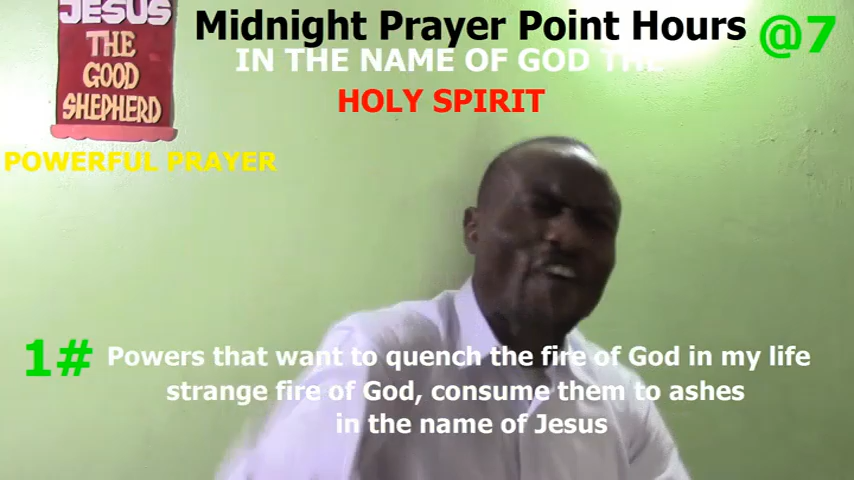 JESUS
THE
GOOD
SHEPHERD
Midnight Prayer Point Hours @7
IN THE NAME OF GOD THE
HOLY SPIRIT
POWERFUL PRAYER
1# Powers that want to quench the fire of God in my life
strange fire of God, consume them to ashes
in the name of Jesus